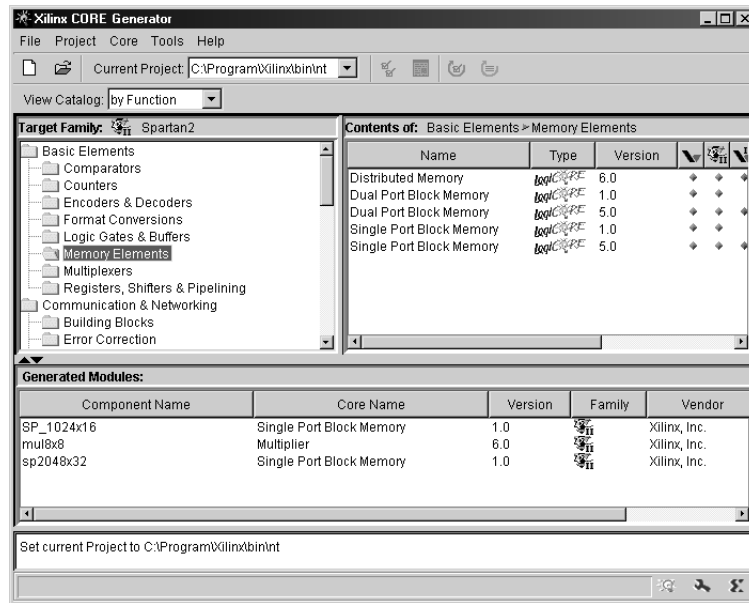 Xilinx CORE Generator
File Project Core Tools Help
Current Project: C:\Program\Xilinx\bin\nt
View Catalog: by Function
Target Family: II Spartan2
Basic Elements
Comparators
Counters
Encoders & Decoders
Format Conversions
Logic Gates & Buffers
Memory Elements
Multiplexers
Registers, Shifters & Pipelining
Communication & Networking
Building Blocks
Error Correction
Contents of: Basic Elements > Memory Elements
Name Type Version II
Distributed Memory LogiCORE 6.0
Dual Port Block Memory LogiCORE 1.0
Dual Port Block Memory LogiCORE 5.0
Single Port Block Memory LogiCORE 1.0
Single Port Block Memory LogiCORE 5.0
Generated Modules:
Component Name Core Name Version Family Vendor
SP_1024x16 Single Port Block Memory 1.0 II Xilinx, Inc.
mul8x8 Multiplier 6.0 II Xilinx, Inc.
sp2048x32 Single Port Block Memory 1.0 II Xilinx, Inc.
Set current Project to C:\Program\Xilinx\bin\nt